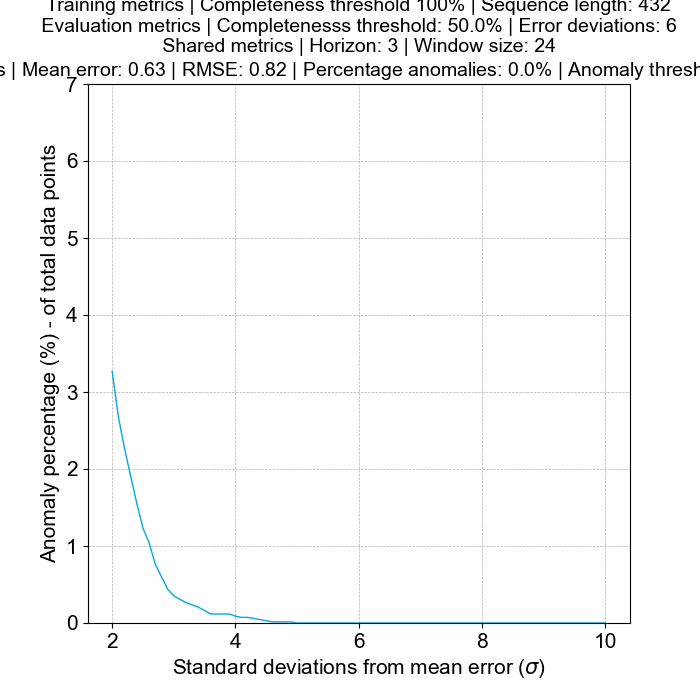 Training metrics | Completeness threshold 100% | Sequence length: 432
Evaluation metrics | Completenesss threshold: 50.0% | Error deviations: 6
Shared metrics | Horizon: 3 | Window size: 24
| Mean error: 0.63 | RMSE: 0.82 | Percentage anomalies: 0.0% | Anomaly
7
6
5
4
3
2
1
0
Anomaly percentage (%) - of total data points
2 4 6 8 10
Standard deviations from mean error (σ)